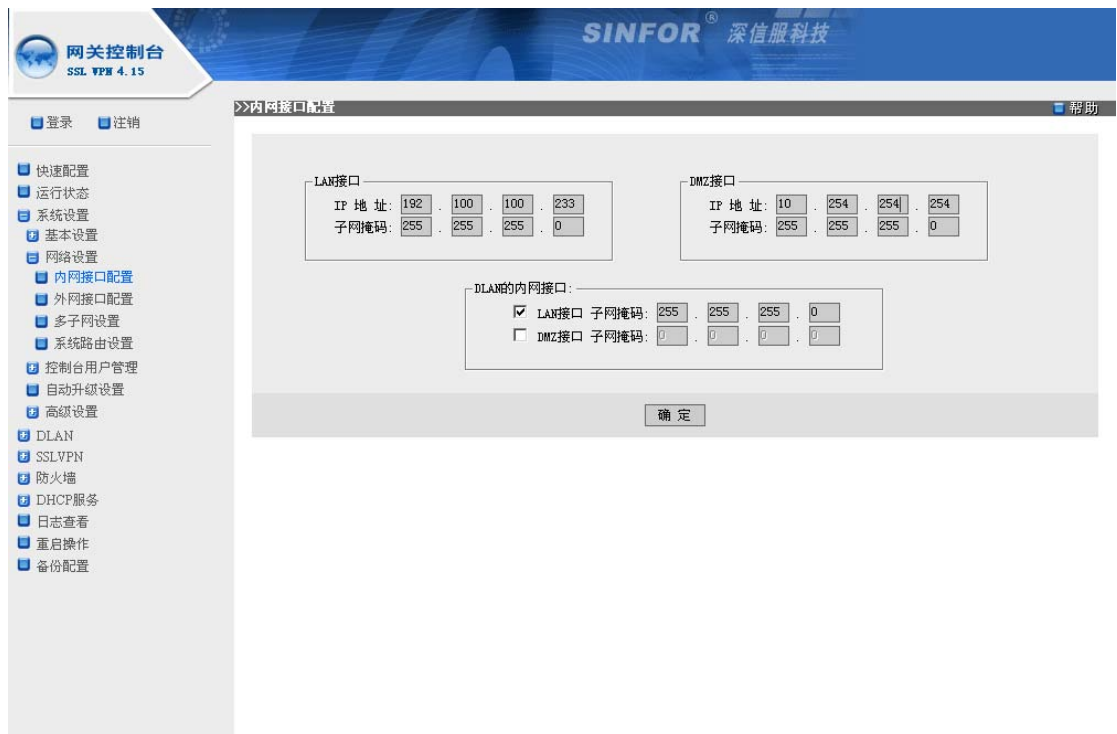 网关控制台
SSL VPN 4.15
SINFOR® 深信服科技
登录 注销
>>内网接口配置
帮助
快速配置
运行状态
系统设置
基本设置
网络设置
内网接口配置
外网接口配置
多子网设置
系统路由设置
控制台用户管理
自动升级设置
高级设置
DLAN
SSLVPN
防火墙
DHCP服务
日志查看
重启操作
备份配置
LAN接口
IP 地 址: 192 . 100 . 100 . 233
子网掩码: 255 . 255 . 255 . 0
DMZ接口
IP 地 址: 10 . 254 . 254 . 254
子网掩码: 255 . 255 . 255 . 0
DLAN的内网接口:
LAN接口 子网掩码: 255 . 255 . 255 . 0
DMZ接口 子网掩码: 0 . 0 . 0 . 0
确 定